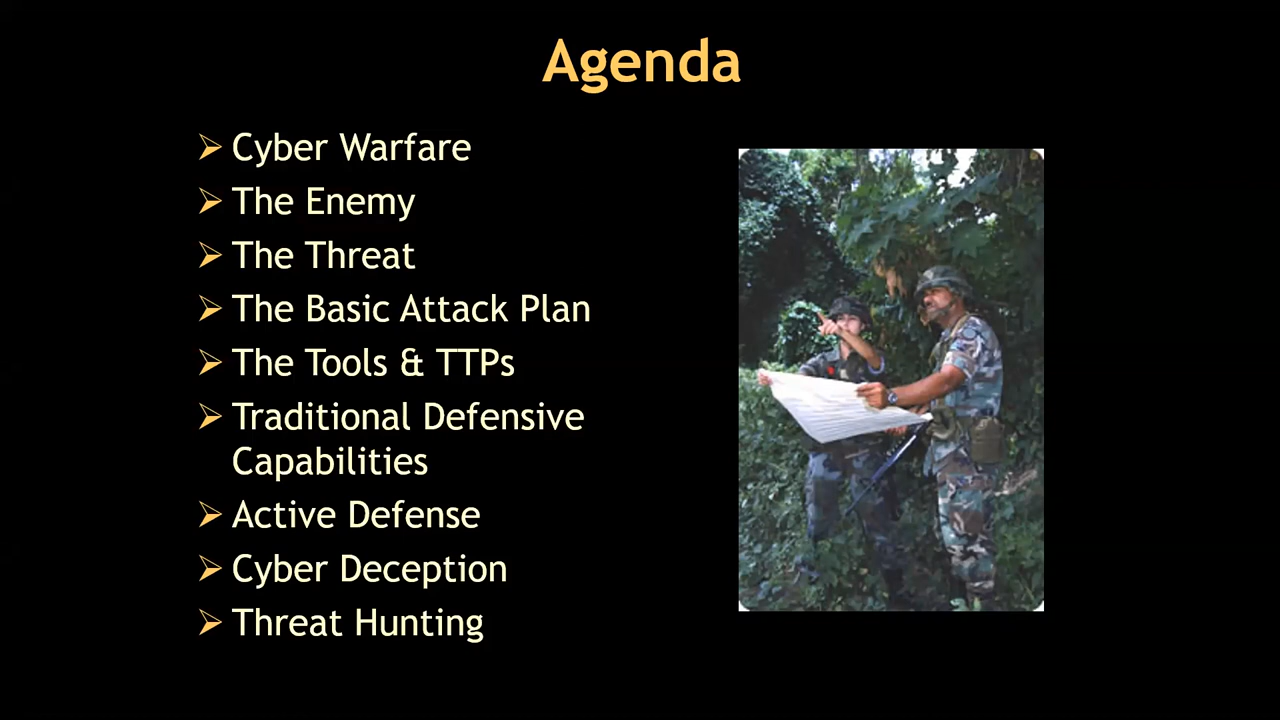 Agenda
Cyber Warfare
The Enemy
The Threat
The Basic Attack Plan
The Tools & TTPs
Traditional Defensive
Capabilities
Active Defense
Cyber Deception
Threat Hunting